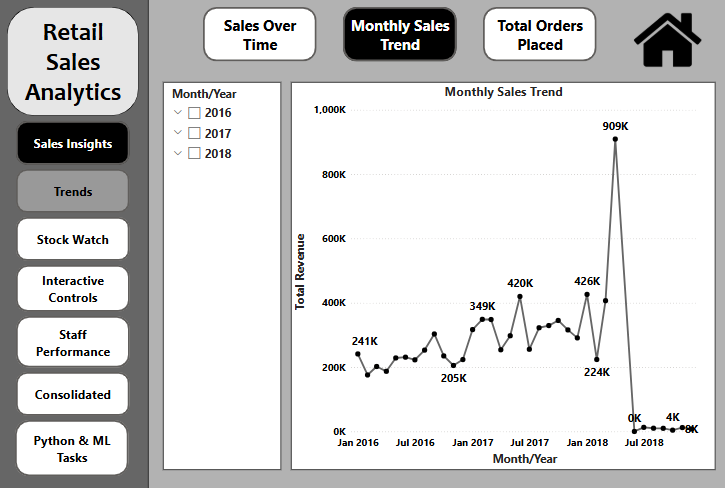 Retail
Sales
Analytics
Sales Insights
Trends
Stock Watch
Interactive
Controls
Staff
Performance
Consolidated
Python & ML
Tasks
Sales Over
Time
Monthly Sales
Trend
Total Orders
Placed
Month/Year
2016
2017
2018
Monthly Sales Trend
Total Revenue
1,000K
800K
600K
400K
200K
0K
241K
205K
349K
420K
426K
224K
909K
0K
4K
8K
Jan 2016
Jul 2016
Jan 2017
Jul 2017
Jan 2018
Jul 2018
Month/Year